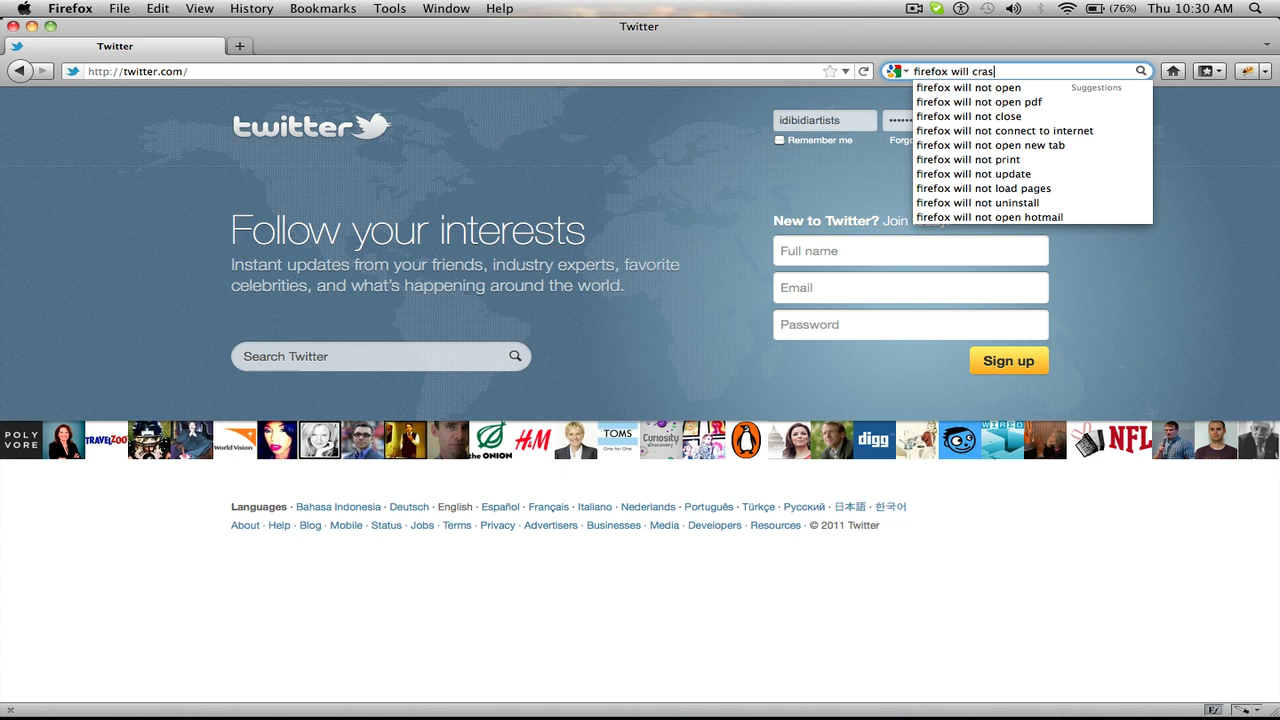 Firefox File Edit View History Bookmarks Tools Window Help (76%) Thu 10:30 AM
Twitter
Twitter
http://twitter.com/
firefox will cras
firefox will not open Suggestions
firefox will not open pdf
firefox will not close
firefox will not connect to internet
firefox will not open new tab
firefox will not print
firefox will not update
firefox will not load pages
firefox will not uninstall
firefox will not open hotmail
twitter
idibidiartists
Remember me
Follow your interests
Instant updates from your friends, industry experts, favorite
celebrities, and what's happening around the world.
Search Twitter
New to Twitter? Join
Full name
Email
Password
Sign up
POLY
VORE
TRAVELZOO
World Vision
the ONION
H&M
TOMS
One for One
Curiosity
digg
WIRED
NFL
Languages · Bahasa Indonesia · Deutsch · English · Español · Français · Italiano · Nederlands · Português · Türkçe · Русский · 日本語 · 한국어
About · Help · Blog · Mobile · Status · Jobs · Terms · Privacy · Advertisers · Businesses · Media · Developers · Resources · © 2011 Twitter